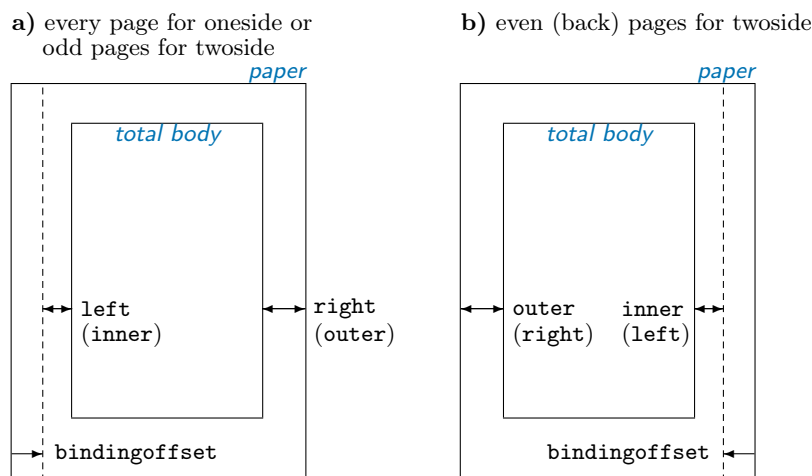 a) every page for oneside or
odd pages for twoside
paper
total body
left
(inner)
right
(outer)
bindingoffset
b) even (back) pages for twoside
paper
total body
outer
(right)
inner
(left)
bindingoffset